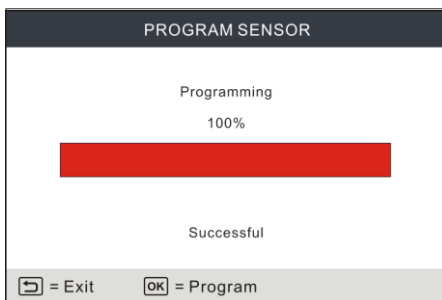 PROGRAM SENSOR
Programming
100%
Successful
= Exit OK = Program